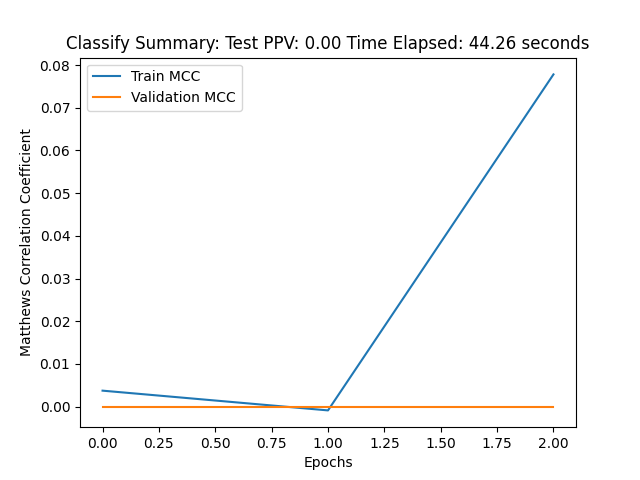 Classify Summary: Test PPV: 0.00 Time Elapsed: 44.26 seconds
Train MCC
Validation MCC
Matthews Correlation Coefficient
0.08
0.07
0.06
0.05
0.04
0.03
0.02
0.01
0.00
0.00 0.25 0.50 0.75 1.00 1.25 1.50 1.75 2.00
Epochs